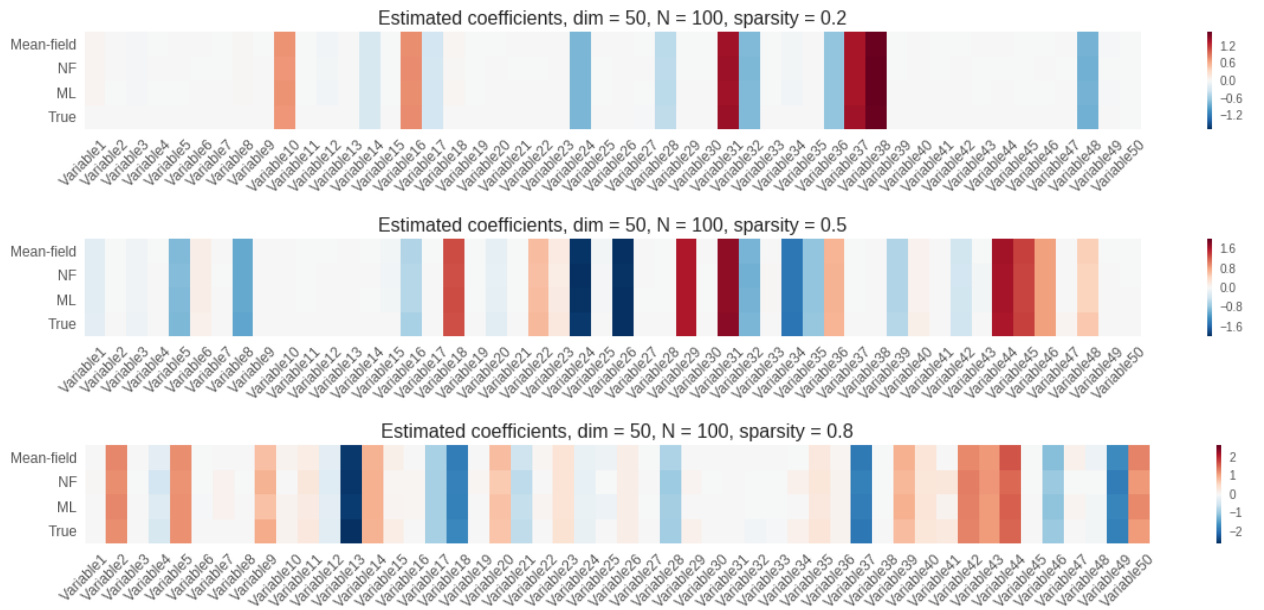 Estimated coefficients, dim = 50, N = 100, sparsity = 0.2
Mean-field
NF
ML
True
1.2
0.6
0.0
−0.6
−1.2
Variable1 Variable2 Variable3 Variable4 Variable5 Variable6 Variable7 Variable8 Variable9 Variable10 Variable11 Variable12 Variable13 Variable14 Variable15 Variable16 Variable17 Variable18 Variable19 Variable20 Variable21 Variable22 Variable23 Variable24 Variable25 Variable26 Variable27 Variable28 Variable29 Variable30 Variable31 Variable32 Variable33 Variable34 Variable35 Variable36 Variable37 Variable38 Variable39 Variable40 Variable41 Variable42 Variable43 Variable44 Variable45 Variable46 Variable47 Variable48 Variable49 Variable50
Estimated coefficients, dim = 50, N = 100, sparsity = 0.5
Mean-field
NF
ML
True
1.6
0.8
0.0
−0.8
−1.6
Variable1 Variable2 Variable3 Variable4 Variable5 Variable6 Variable7 Variable8 Variable9 Variable10 Variable11 Variable12 Variable13 Variable14 Variable15 Variable16 Variable17 Variable18 Variable19 Variable20 Variable21 Variable22 Variable23 Variable24 Variable25 Variable26 Variable27 Variable28 Variable29 Variable30 Variable31 Variable32 Variable33 Variable34 Variable35 Variable36 Variable37 Variable38 Variable39 Variable40 Variable41 Variable42 Variable43 Variable44 Variable45 Variable46 Variable47 Variable48 Variable49 Variable50
Estimated coefficients, dim = 50, N = 100, sparsity = 0.8
Mean-field
NF
ML
True
2
1
0
−1
−2
Variable1 Variable2 Variable3 Variable4 Variable5 Variable6 Variable7 Variable8 Variable9 Variable10 Variable11 Variable12 Variable13 Variable14 Variable15 Variable16 Variable17 Variable18 Variable19 Variable20 Variable21 Variable22 Variable23 Variable24 Variable25 Variable26 Variable27 Variable28 Variable29 Variable30 Variable31 Variable32 Variable33 Variable34 Variable35 Variable36 Variable37 Variable38 Variable39 Variable40 Variable41 Variable42 Variable43 Variable44 Variable45 Variable46 Variable47 Variable48 Variable49 Variable50